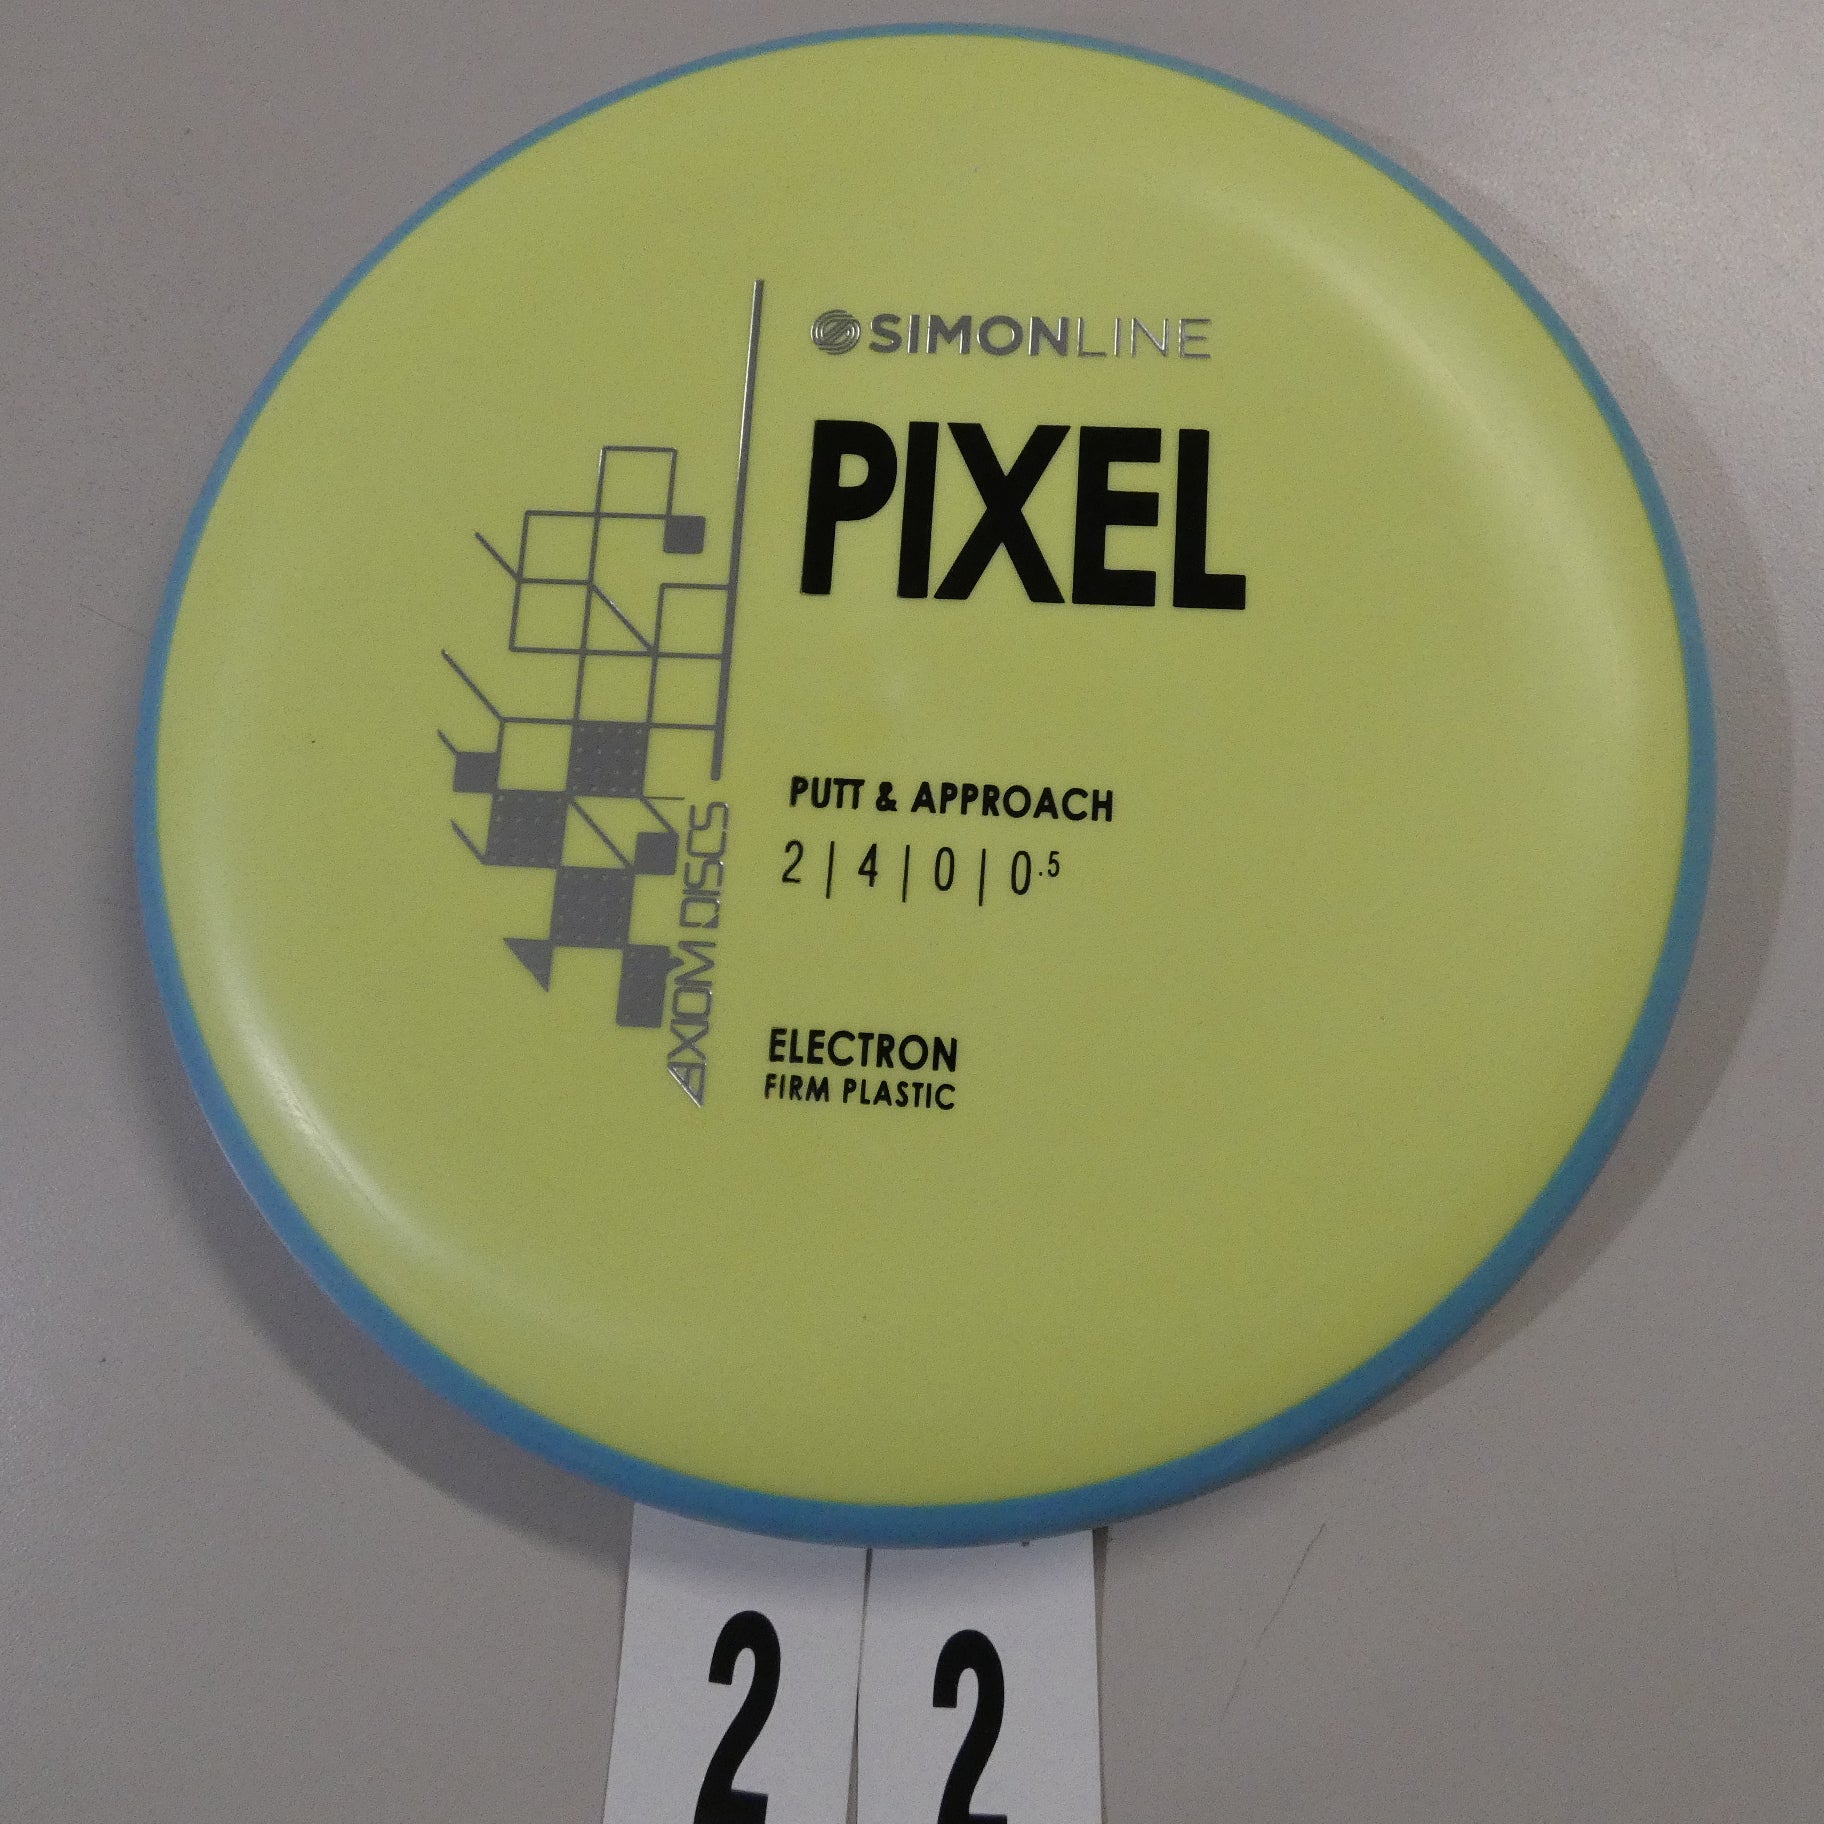 SIMONLINE
PIXEL
PUTT & APPROACH
2 | 4 | 0 | 0.5
AXIOM DISCS
ELECTRON
FIRM PLASTIC
2 2